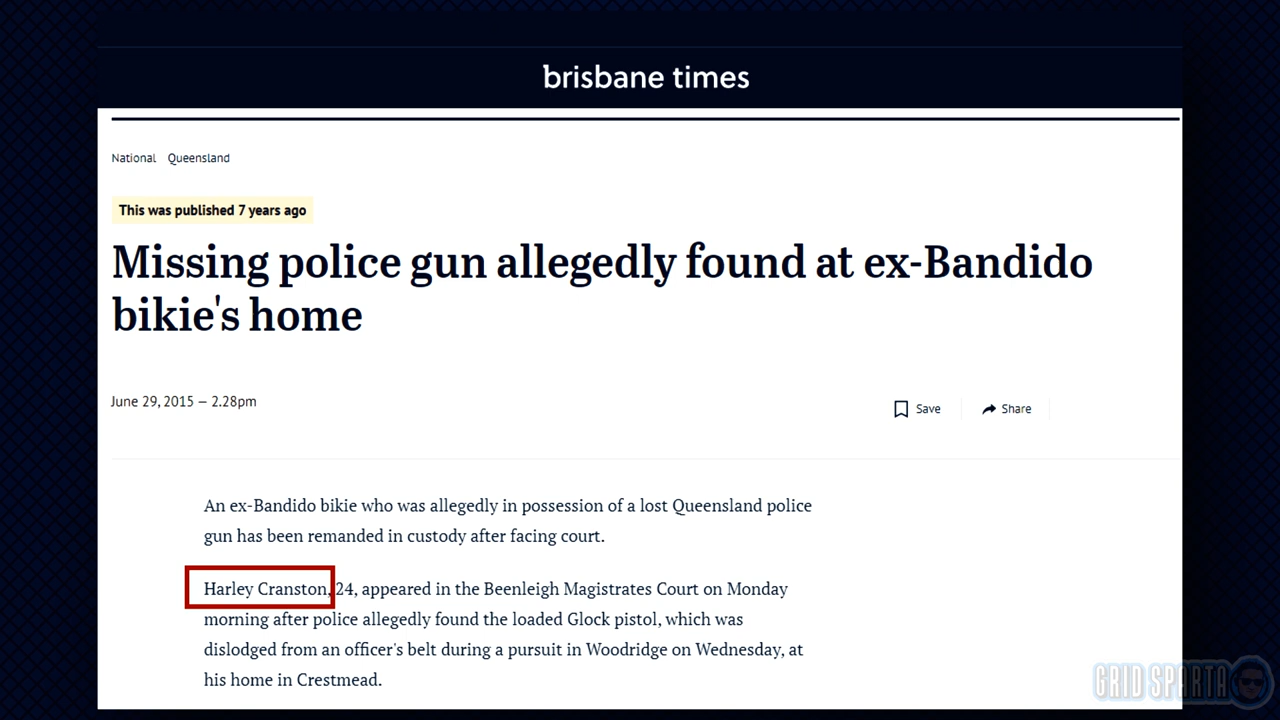 brisbane times
National Queensland
This was published 7 years ago
Missing police gun allegedly found at ex-Bandido
bikie's home
June 29, 2015 – 2.28pm
Save Share
An ex-Bandido bikie who was allegedly in possession of a lost Queensland police
gun has been remanded in custody after facing court.
Harley Cranston, 24, appeared in the Beenleigh Magistrates Court on Monday
morning after police allegedly found the loaded Glock pistol, which was
dislodged from an officer's belt during a pursuit in Woodridge on Wednesday, at
his home in Crestmead.
GRID SPARTA